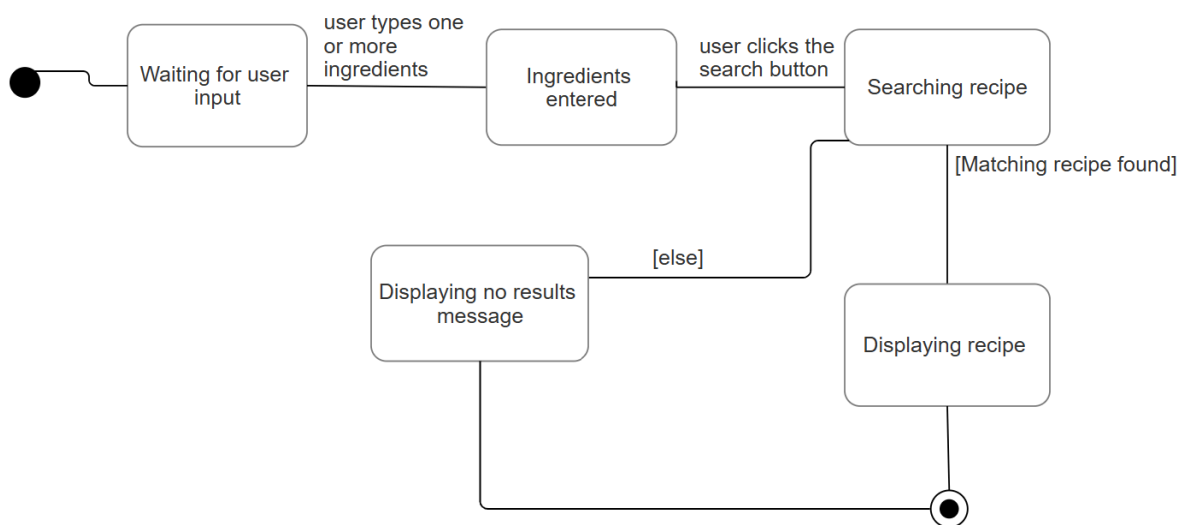 Waiting for user
input
user types one
or more
ingredients
Ingredients
entered
user clicks the
search button
Searching recipe
[Matching recipe found]
[else]
Displaying no results
message
Displaying recipe